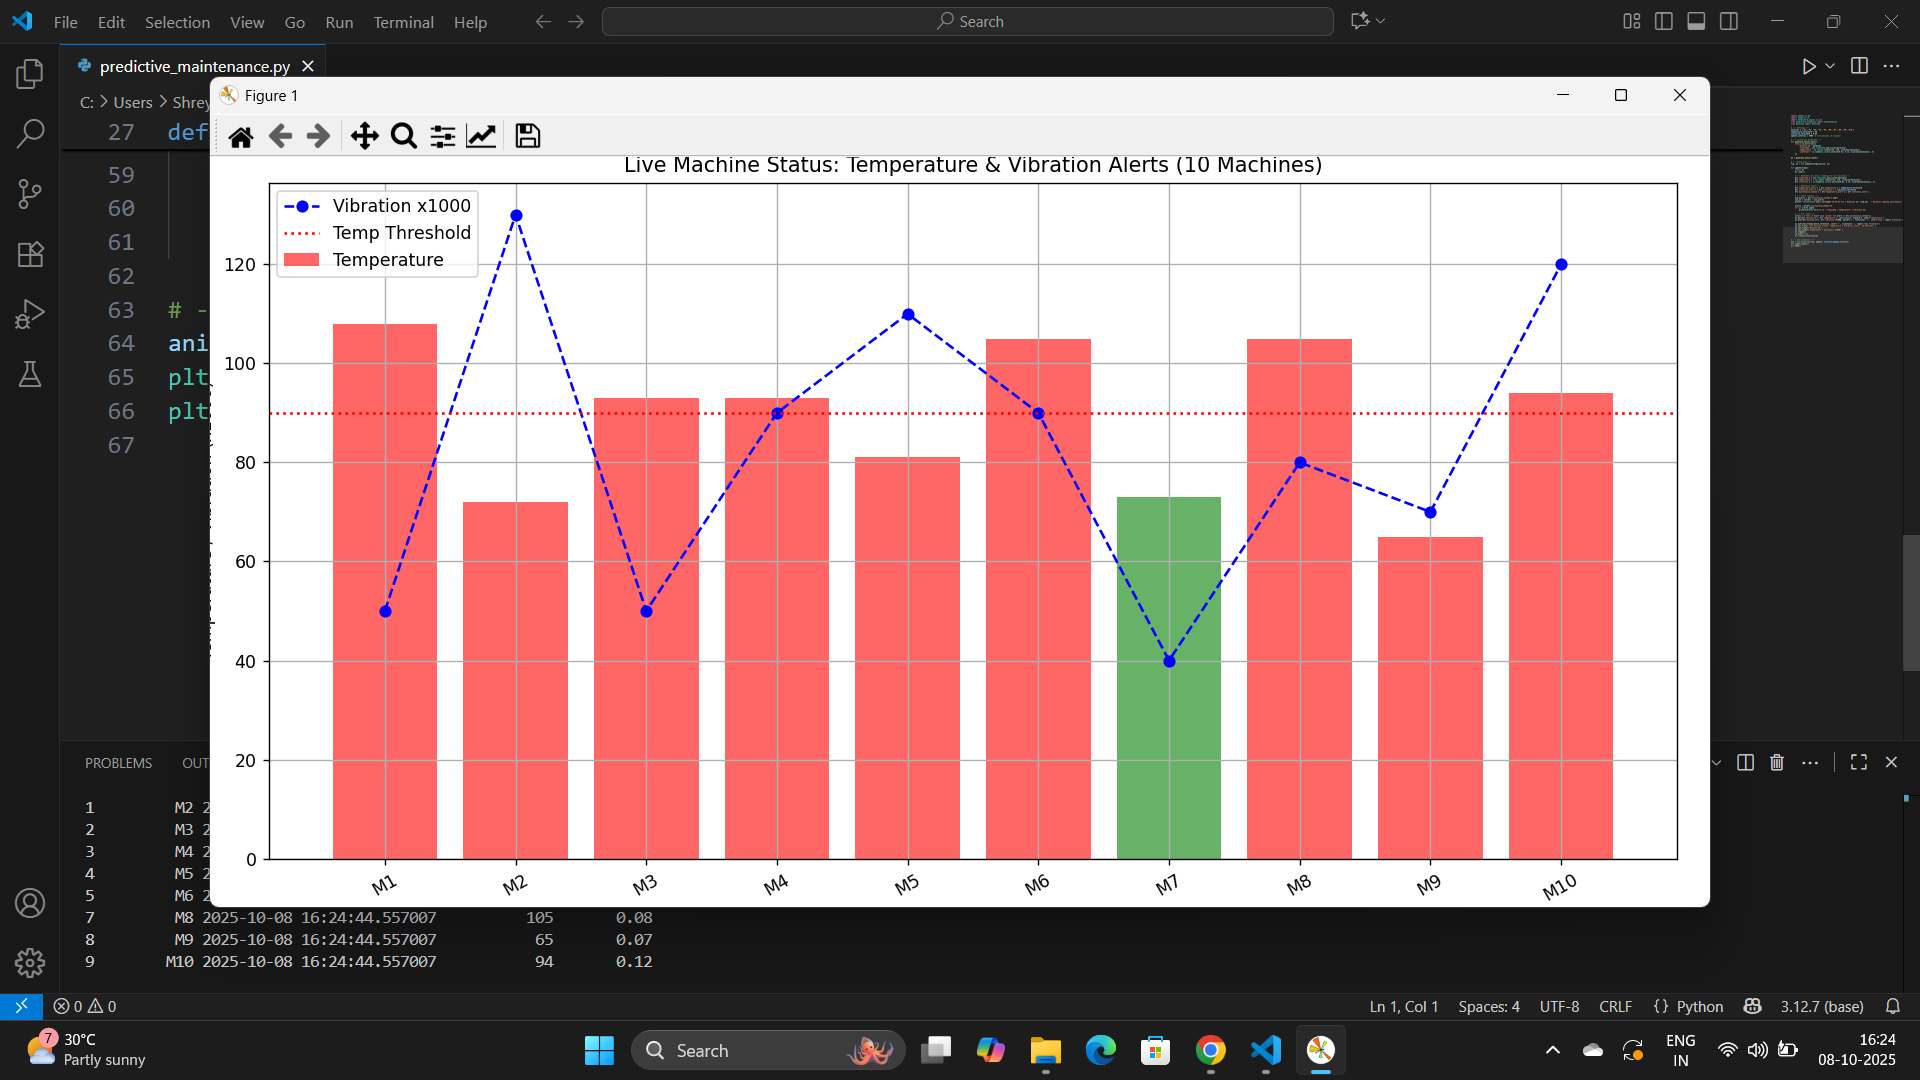 File Edit Selection View Go Run Terminal Help Search
predictive_maintenance.py
C: > Users > Shrey
Figure 1
27 def
59
60
61
62
63 # -
64 ani
65 plt
66 plt
67
Live Machine Status: Temperature & Vibration Alerts (10 Machines)
Vibration x1000
Temp Threshold
Temperature
120
100
80
60
40
20
0
M1 M2 M3 M4 M5 M6 M7 M8 M9 M10
PROBLEMS OUT
1 M2 2
2 M3 2
3 M4 2
4 M5 2
5 M6 2
7 M8 2025-10-08 16:24:44.557007 105 0.08
8 M9 2025-10-08 16:24:44.557007 65 0.07
9 M10 2025-10-08 16:24:44.557007 94 0.12
0 0 Ln 1, Col 1 Spaces: 4 UTF-8 CRLF {} Python 3.12.7 (base)
7 30°C
Partly sunny
Search
ENG
IN
16:24
08-10-2025